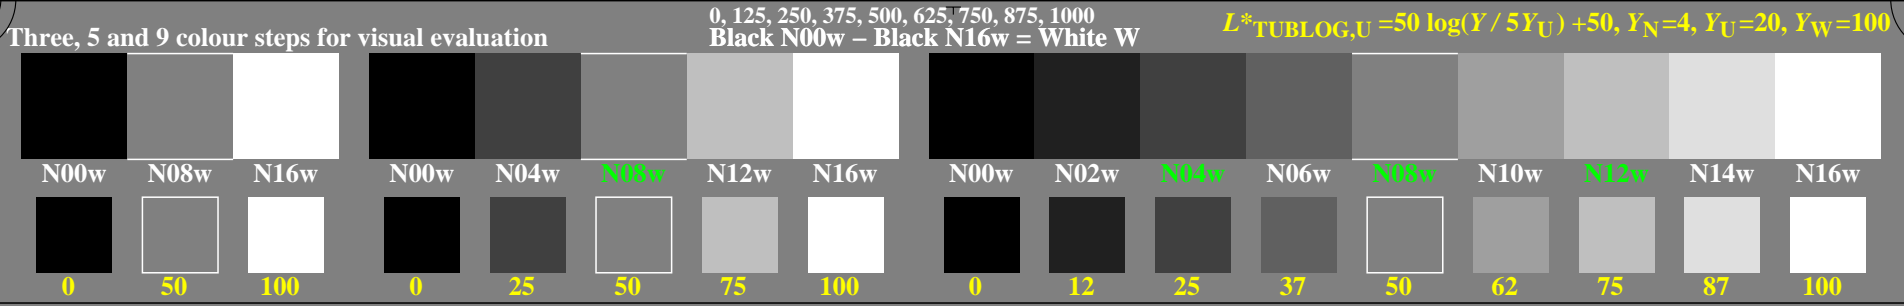 Three, 5 and 9 colour steps for visual evaluation
0, 125, 250, 375, 500, 625, 750, 875, 1000
Black N00w – Black N16w = White W
L*TUBLOG,U =50 log(Y / 5YU) +50, YN=4, YU=20, YW=100
N00w N08w N16w N00w N04w N08w N12w N16w N00w N02w N04w N06w N08w N10w N12w N14w N16w
0 50 100 0 25 50 75 100 0 12 25 37 50 62 75 87 100